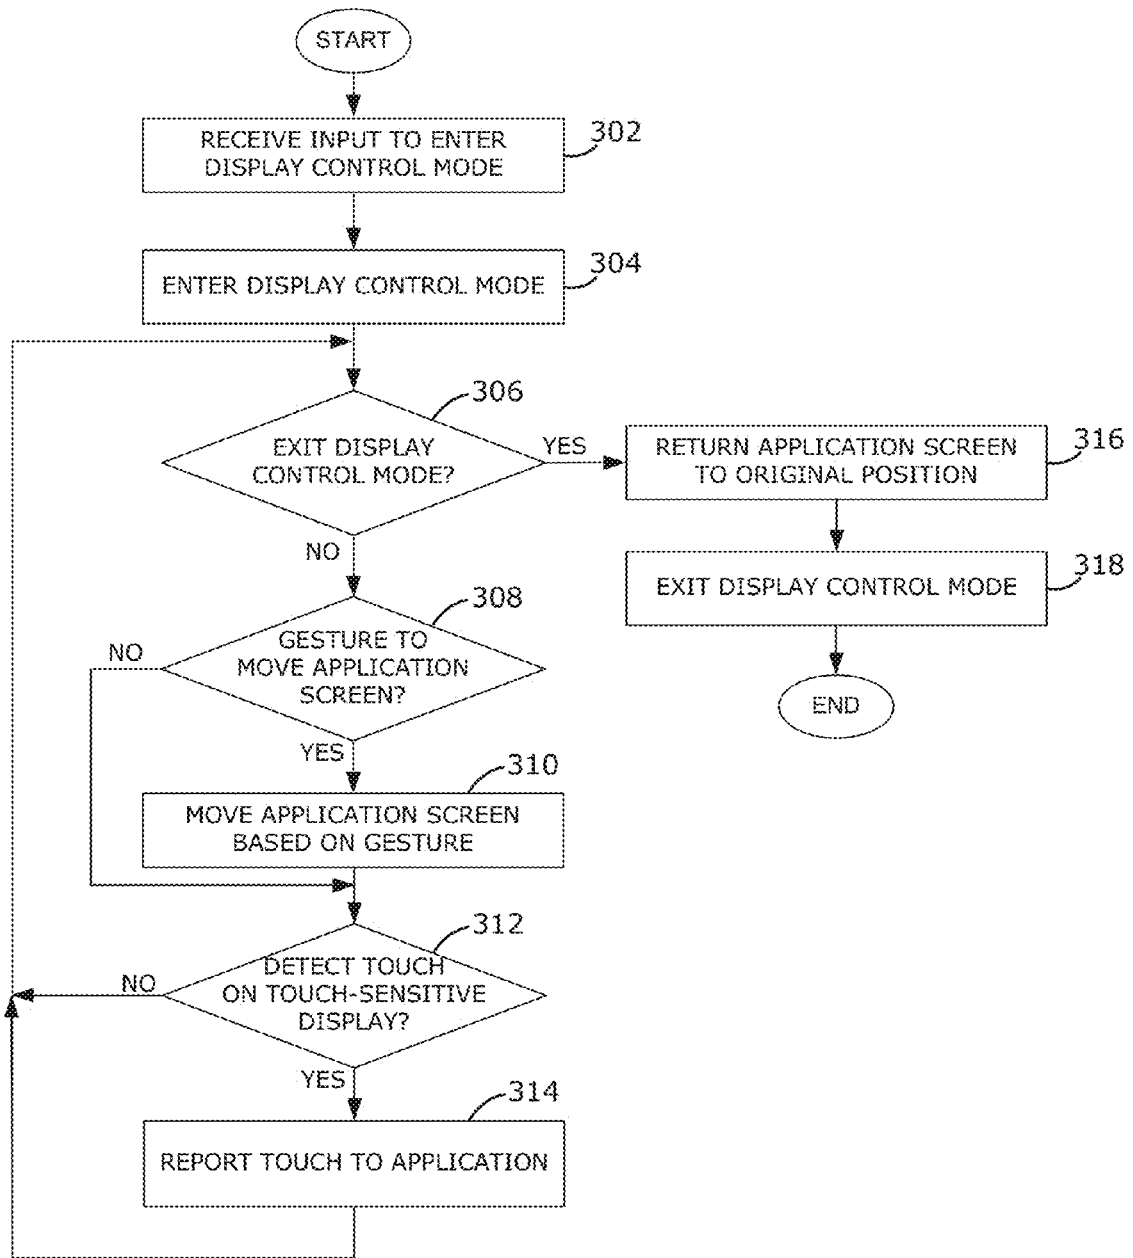 START
RECEIVE INPUT TO ENTER
DISPLAY CONTROL MODE
302
ENTER DISPLAY CONTROL MODE
304
306
EXIT DISPLAY
CONTROL MODE?
YES
RETURN APPLICATION SCREEN
TO ORIGINAL POSITION
316
NO
EXIT DISPLAY CONTROL MODE
318
308
GESTURE TO
MOVE APPLICATION
SCREEN?
NO
END
YES
310
MOVE APPLICATION SCREEN
BASED ON GESTURE
312
DETECT TOUCH
ON TOUCH-SENSITIVE
DISPLAY?
NO
YES
314
REPORT TOUCH TO APPLICATION